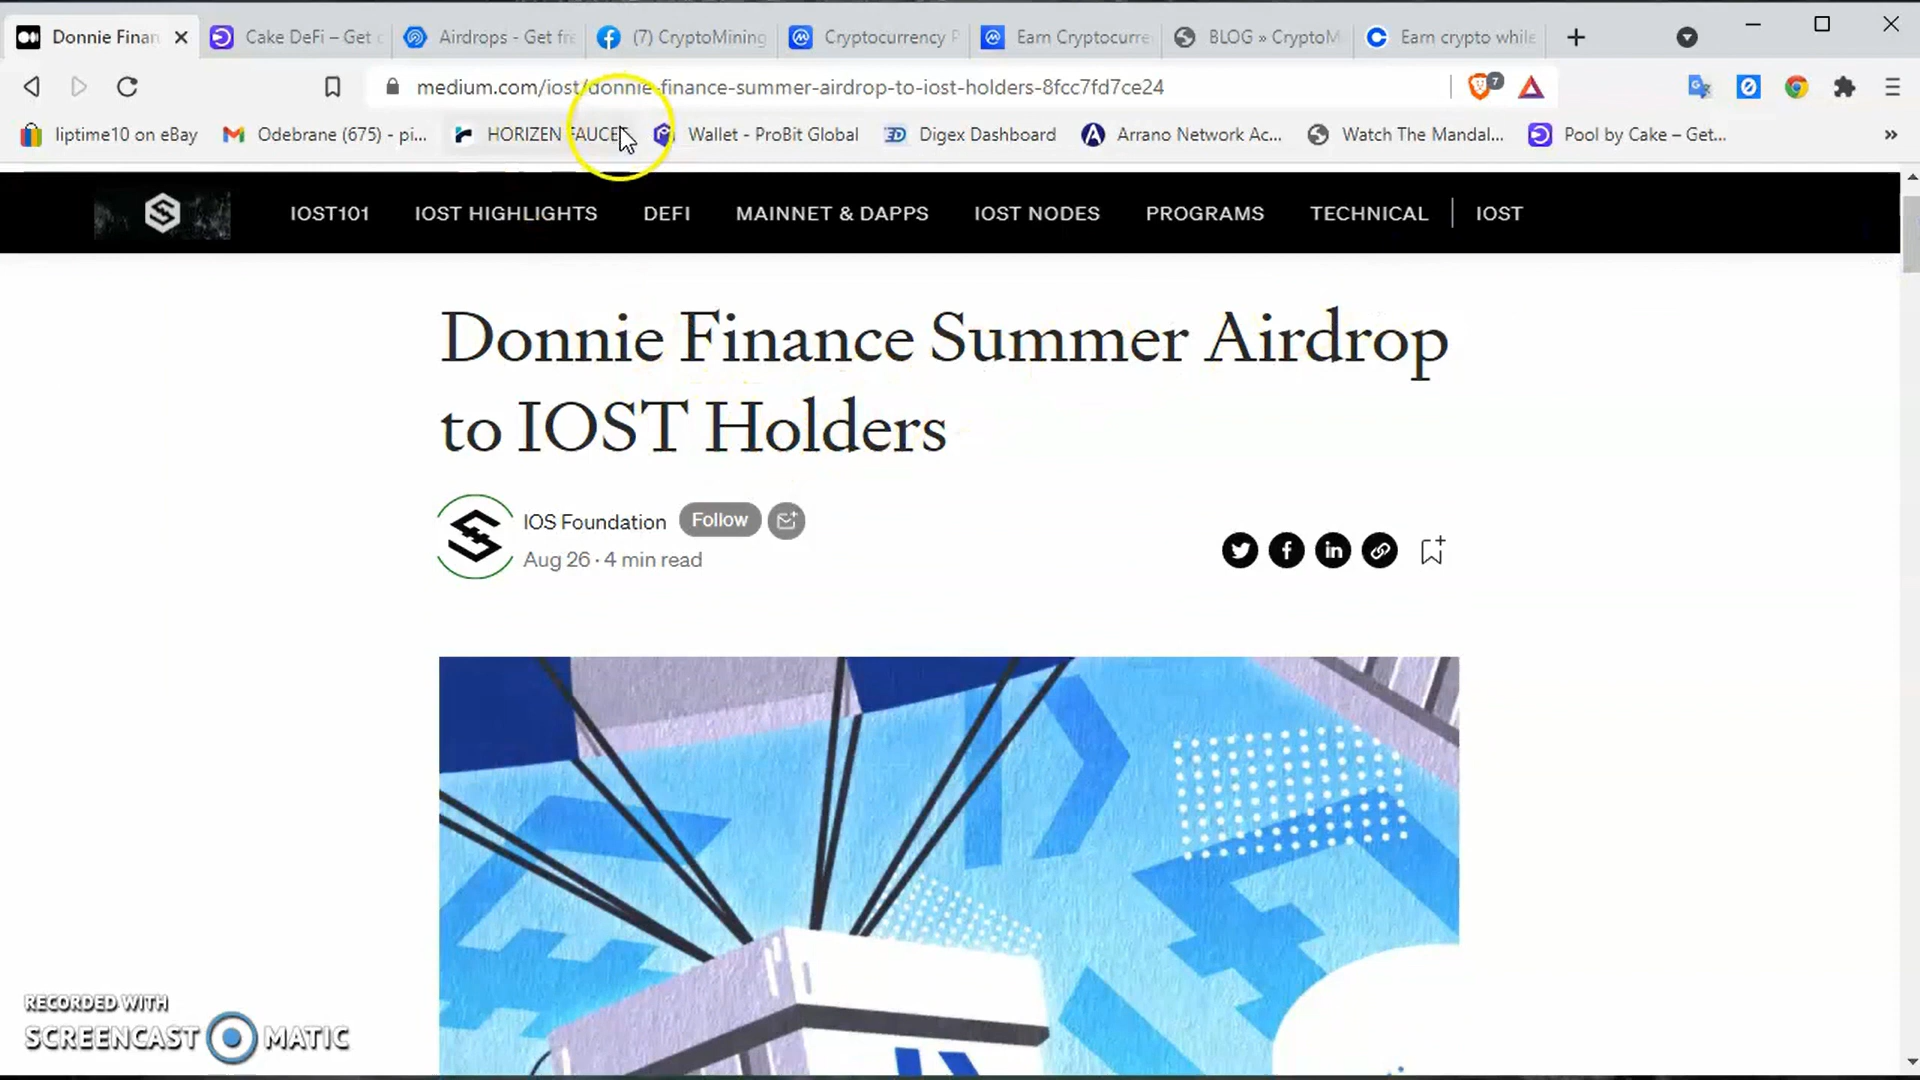 Donnie Finan
Cake DeFi – Get c
Airdrops - Get fre
(7) CryptoMining
Cryptocurrency P
Earn Cryptocurre
BLOG » CryptoM
Earn crypto while
medium.com/iost/donnie-finance-summer-airdrop-to-iost-holders-8fcc7fd7ce24
7
liptime10 on eBay
Odebrane (675) - pi...
HORIZEN FAUCE
Wallet - ProBit Global
Digex Dashboard
Arrano Network Ac...
Watch The Mandal...
Pool by Cake – Get...
IOST101
IOST HIGHLIGHTS
DEFI
MAINNET & DAPPS
IOST NODES
PROGRAMS
TECHNICAL
IOST
Donnie Finance Summer Airdrop
to IOST Holders
IOS Foundation
Follow
Aug 26 · 4 min read
RECORDED WITH
SCREENCAST MATIC